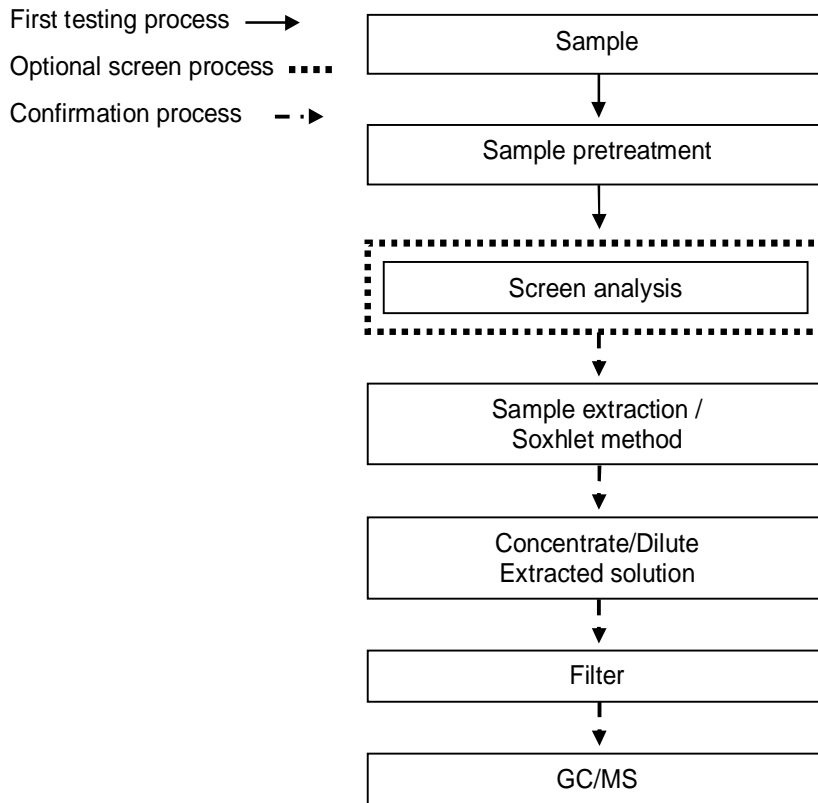 First testing process
Optional screen process
Confirmation process
Sample
Sample pretreatment
Screen analysis
Sample extraction /
Soxhlet method
Concentrate/Dilute
Extracted solution
Filter
GC/MS